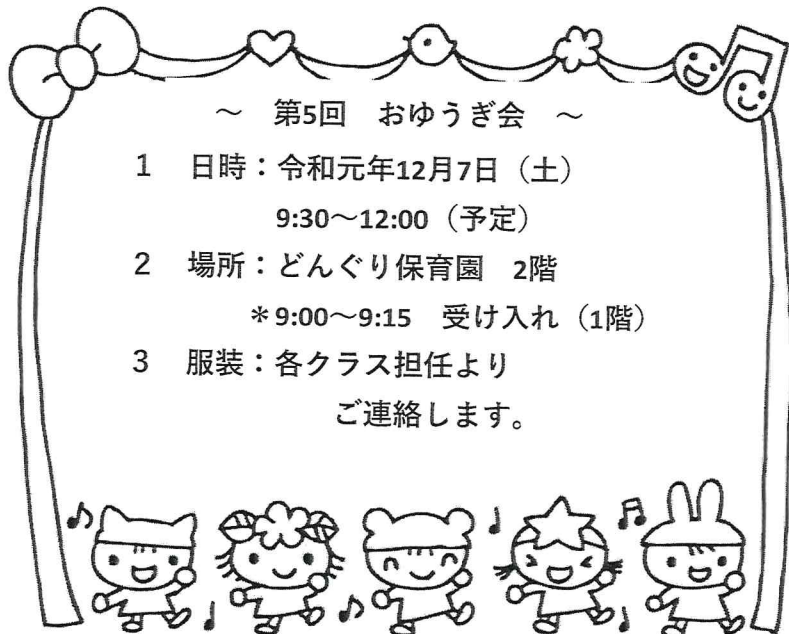 ～　第5回　おゆうぎ会　～
1　日時：令和元年12月7日（土）
9:30～12:00（予定）
2　場所：どんぐり保育園　2階
＊9:00～9:15　受け入れ（1階）
3　服装：各クラス担任より
ご連絡します。